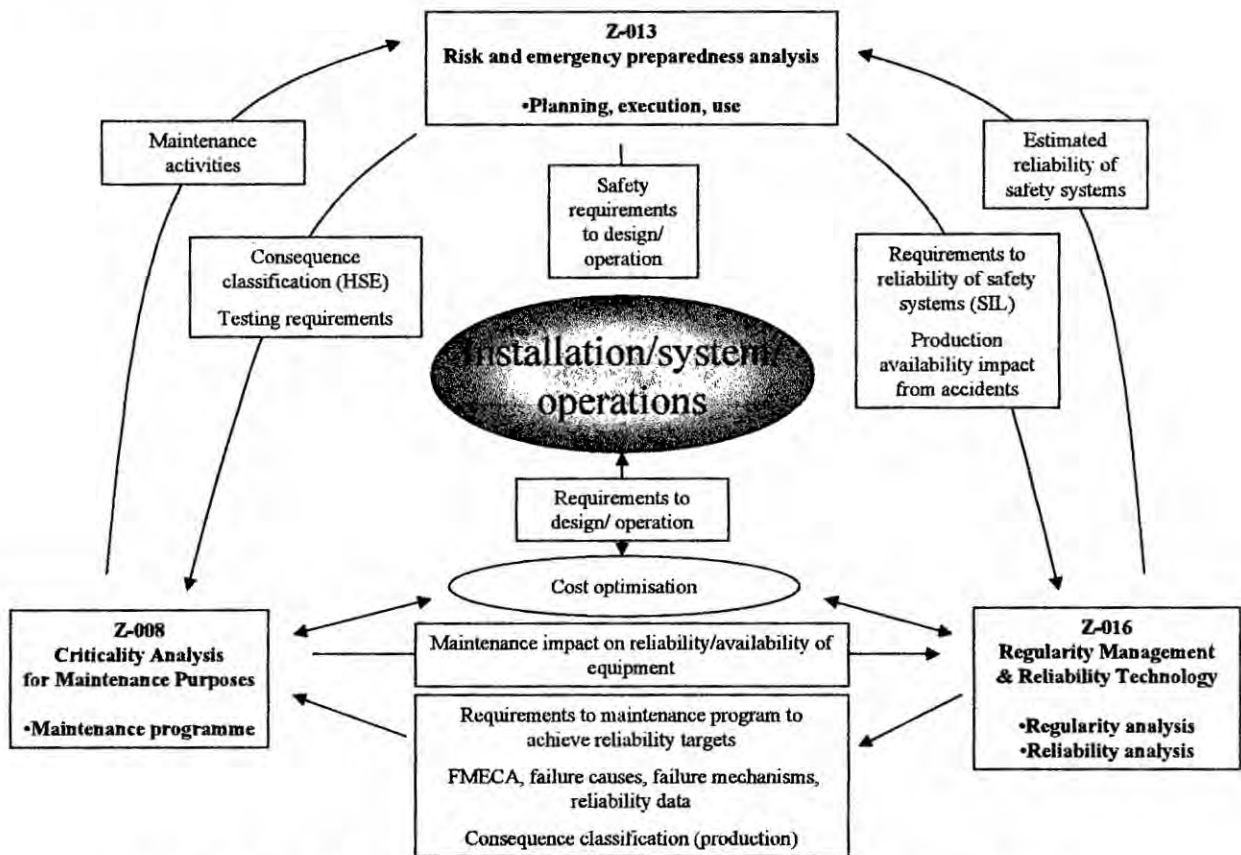 Z-013
Risk and emergency preparedness analysis
•Planning, execution, use
Maintenance
activities
Estimated
reliability of
safety systems
Safety
requirements
to design/
operation
Consequence
classification (HSE)
Testing requirements
Requirements to
reliability of safety
systems (SIL)
Production
availability impact
from accidents
Installation/system/
operations
Requirements to
design/ operation
Cost optimisation
Z-008
Criticality Analysis
for Maintenance Purposes
•Maintenance programme
Maintenance impact on reliability/availability of
equipment
Z-016
Regularity Management
& Reliability Technology
•Regularity analysis
•Reliability analysis
Requirements to maintenance program to
achieve reliability targets
FMECA, failure causes, failure mechanisms,
reliability data
Consequence classification (production)